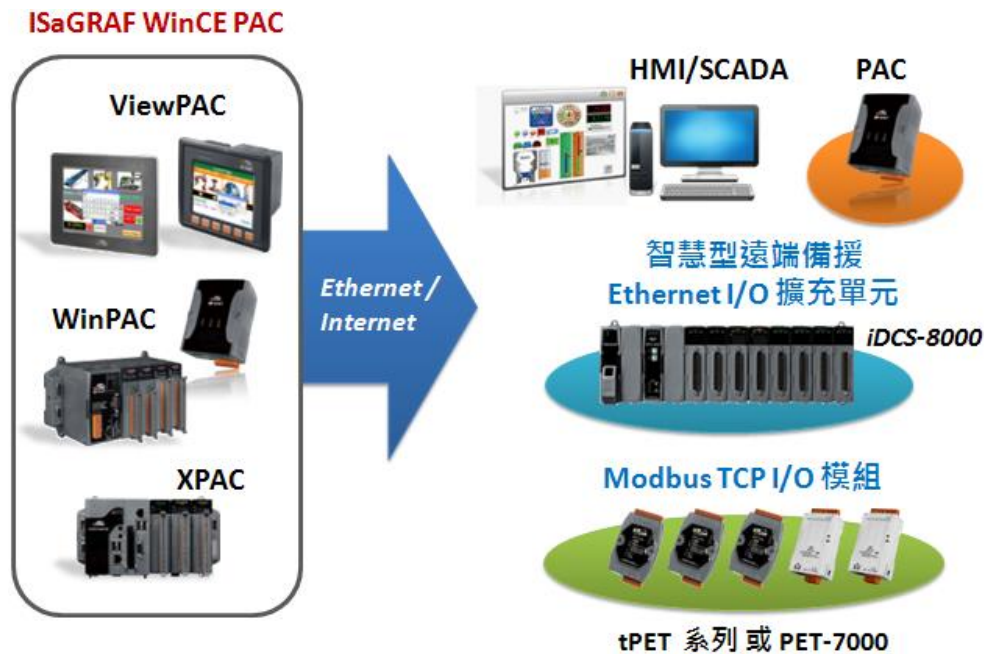 ISaGRAF WinCE PAC
ViewPAC
WinPAC
XPAC
Ethernet /
Internet
HMI/SCADA
PAC
智慧型遠端備援
Ethernet I/O 擴充單元
iDCS-8000
Modbus TCP I/O 模組
tPET 系列 或 PET-7000